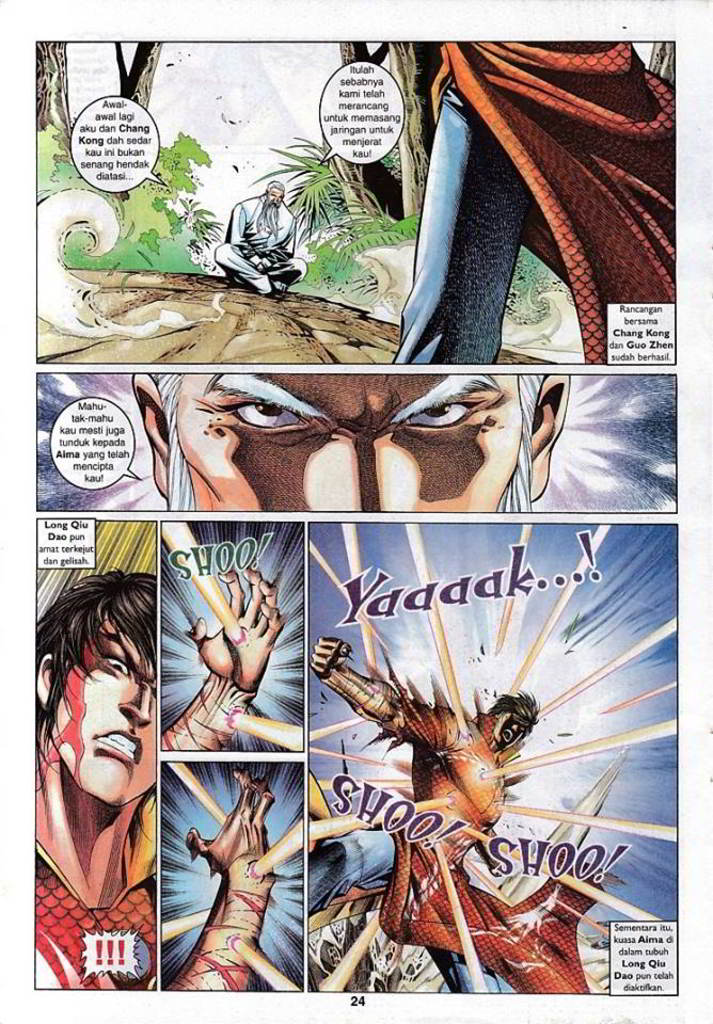 Awal-
awal lagi
aku dan Chang
Kong dah sedar
kau ini bukan
senang hendak
diatasi...
Itulah
sebabnya
kami telah
merancang
untuk memasang
jaringan untuk
menjerat
kau!
Rancangan
bersama
Chang Kong
dan Guo Zhen
sudah berhasil.
Mahu-
tak-mahu
kau mesti juga
tunduk kepada
Aima yang telah
mencipta
kau!
Long Qiu
Dao pun
amat terkejut
dan gelisah.
!!!
SHOO!
Yaaaak....!
SHOO!
SHOO!
Sementara itu,
kuasa Aima di
dalam tubuh
Long Qiu
Dao pun telah
diaktifkan.
24